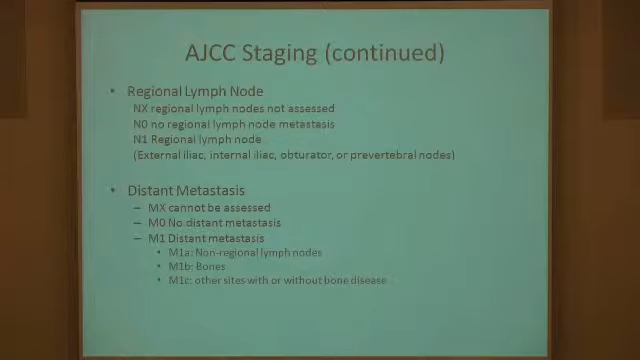 AJCC Staging (continued)
• Regional Lymph Node
NX regional lymph nodes not assessed
N0 no regional lymph node metastasis
N1 Regional lymph node
(External iliac, internal iliac, obturator, or prevertebral nodes)
• Distant Metastasis
– MX cannot be assessed
– M0 No distant metastasis
– M1 Distant metastasis
• M1a: Non-regional lymph nodes
• M1b: Bones
• M1c: other sites with or without bone disease